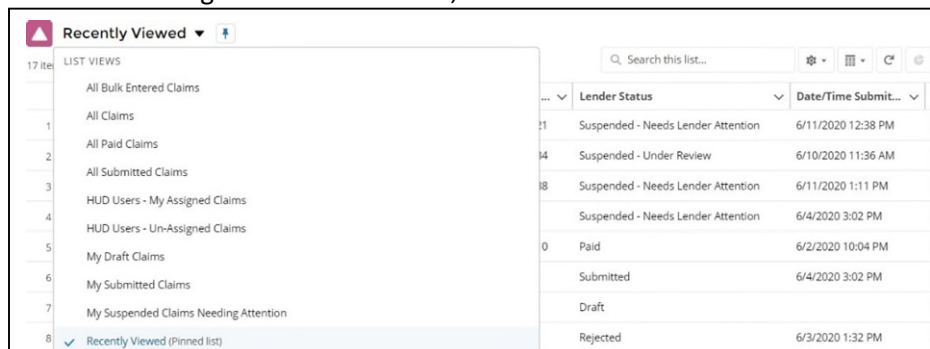 Recently Viewed
17 ite
LIST VIEWS
All Bulk Entered Claims
All Claims
All Paid Claims
All Submitted Claims
HUD Users - My Assigned Claims
HUD Users - Un-Assigned Claims
My Draft Claims
My Submitted Claims
My Suspended Claims Needing Attention
Recently Viewed (Pinned list)
Search this list...
... Lender Status Date/Time Submit...
1 21 Suspended - Needs Lender Attention 6/11/2020 12:38 PM
2 34 Suspended - Under Review 6/10/2020 11:36 AM
3 38 Suspended - Needs Lender Attention 6/11/2020 1:11 PM
4 Suspended - Needs Lender Attention 6/4/2020 3:02 PM
5 0 Paid 6/2/2020 10:04 PM
6 Submitted 6/4/2020 3:02 PM
7 Draft
8 Rejected 6/3/2020 1:32 PM